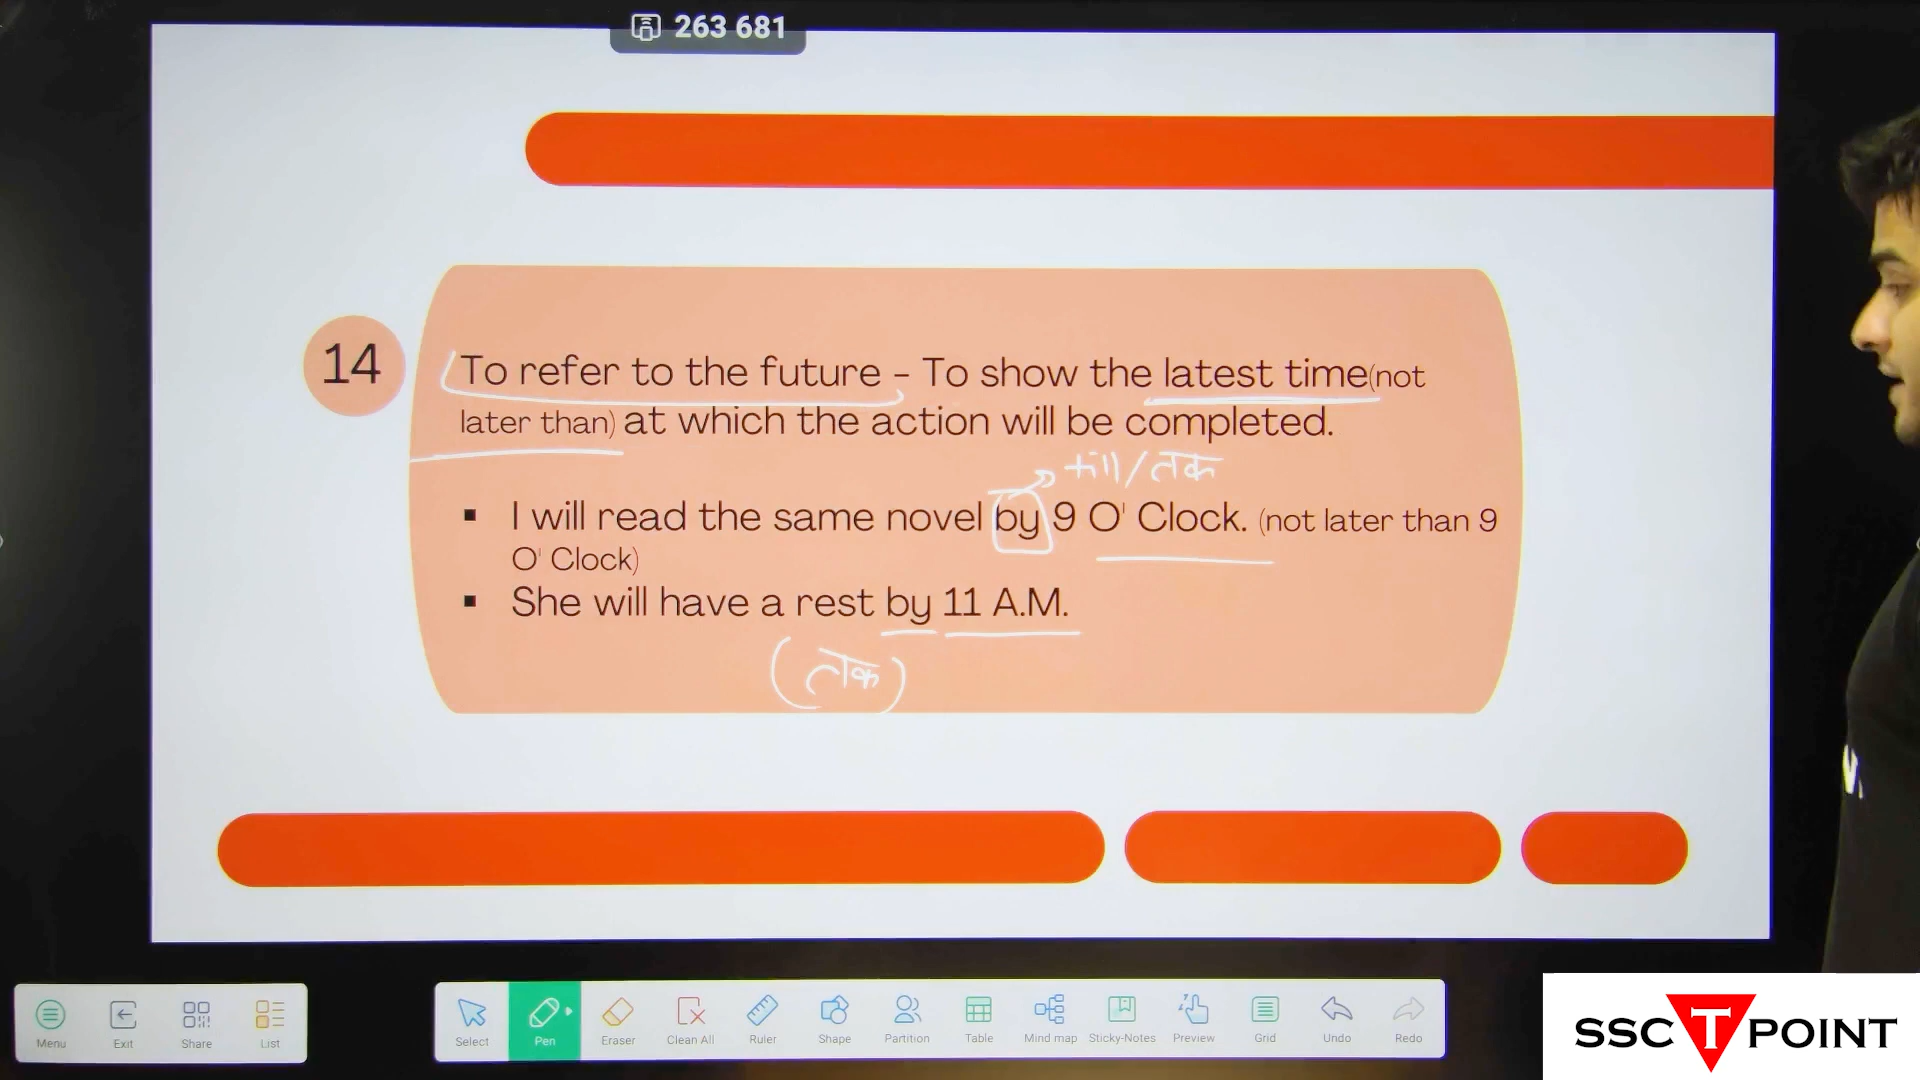 263 681
14
To refer to the future - To show the latest time(not
later than) at which the action will be completed.
till/तक
▪ I will read the same novel by 9 O' Clock. (not later than 9
O' Clock)
▪ She will have a rest by 11 A.M.
(तक)
Menu Exit Share List
Select Pen Eraser Clean All Ruler Shape Partition Table Mind map Sticky-Notes Preview Grid Undo Redo
SSC T POINT